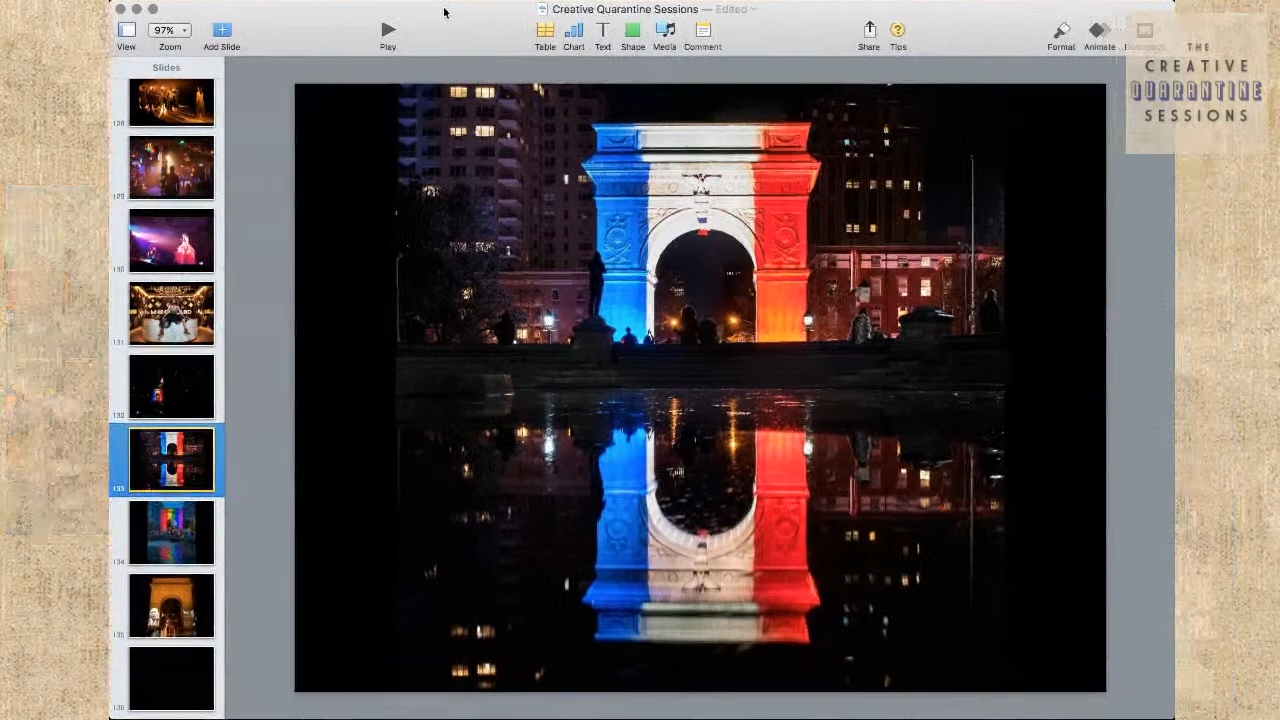 Creative Quarantine Sessions — Edited
97%
View
Zoom
Add Slide
Play
Table
Chart
Text
Shape
Media
Comment
Share
Tips
Format
Animate
Document
THE
CREATIVE
QUARANTINE
SESSIONS
Slides
128
129
130
131
132
133
134
135
136